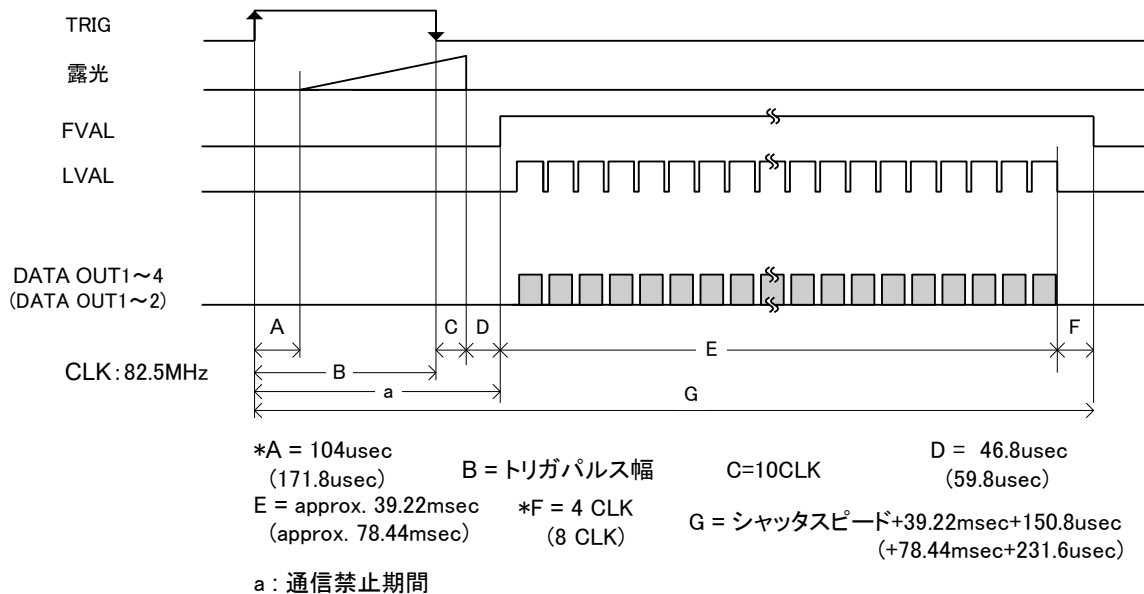 TRIG
露光
FVAL
LVAL
DATA OUT1～4
(DATA OUT1～2)
A
C
D
E
F
CLK：82.5MHz
B
a
G
*A = 104usec
(171.8usec)
B = トリガパルス幅
C=10CLK
D = 46.8usec
(59.8usec)
E = approx. 39.22msec
(approx. 78.44msec)
*F = 4 CLK
(8 CLK)
G = シャッタスピード+39.22msec+150.8usec
(+78.44msec+231.6usec)
a : 通信禁止期間